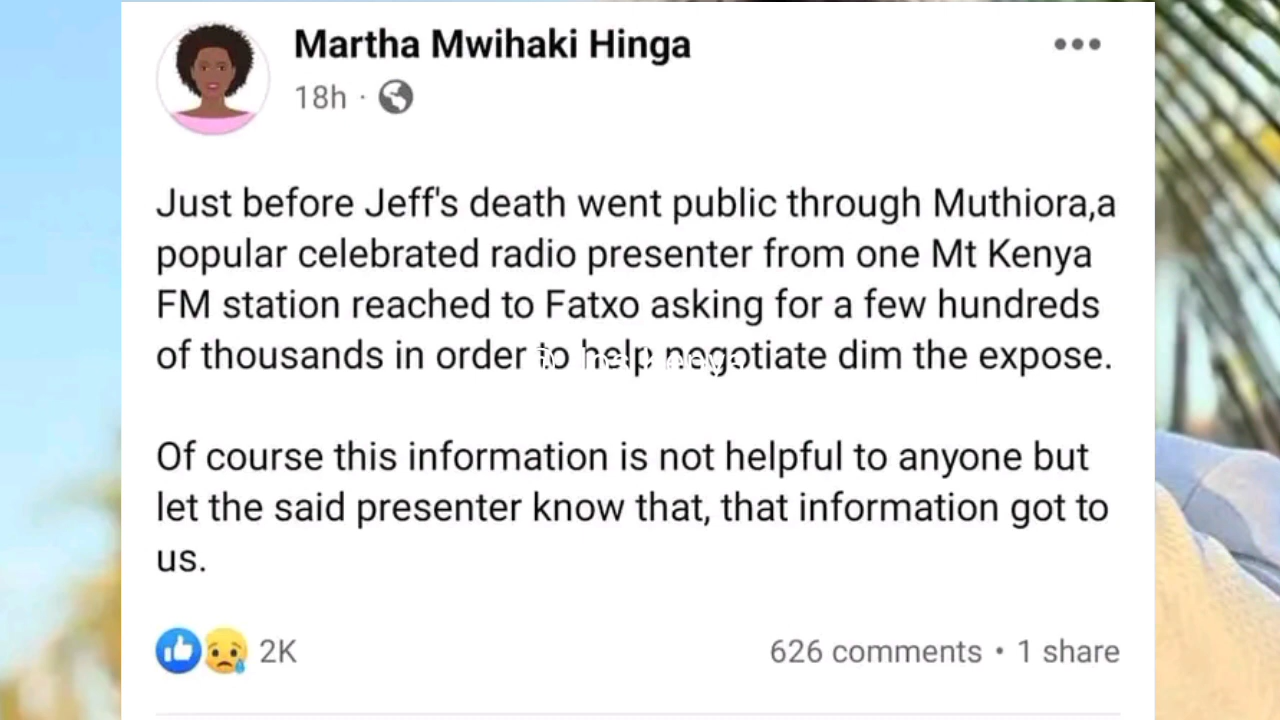 Martha Mwihaki Hinga
18h ·
Just before Jeff's death went public through Muthiora,a
popular celebrated radio presenter from one Mt Kenya
FM station reached to Fatxo asking for a few hundreds
of thousands in order to help negotiate dim the expose.
Of course this information is not helpful to anyone but
let the said presenter know that, that information got to
us.
2K
626 comments • 1 share